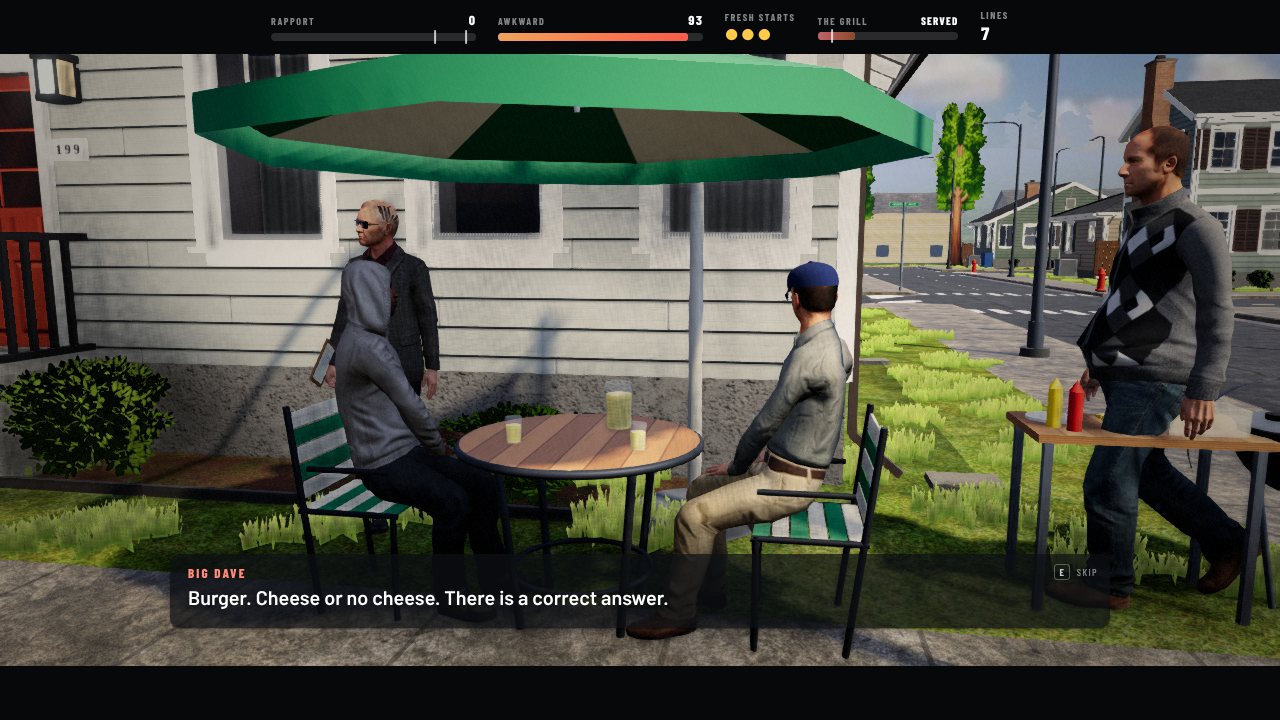 RAPPORT 0 AWKWARD 93 FRESH STARTS THE GRILL SERVED LINES
7
199
BIG DAVE
E SKIP
Burger. Cheese or no cheese. There is a correct answer.